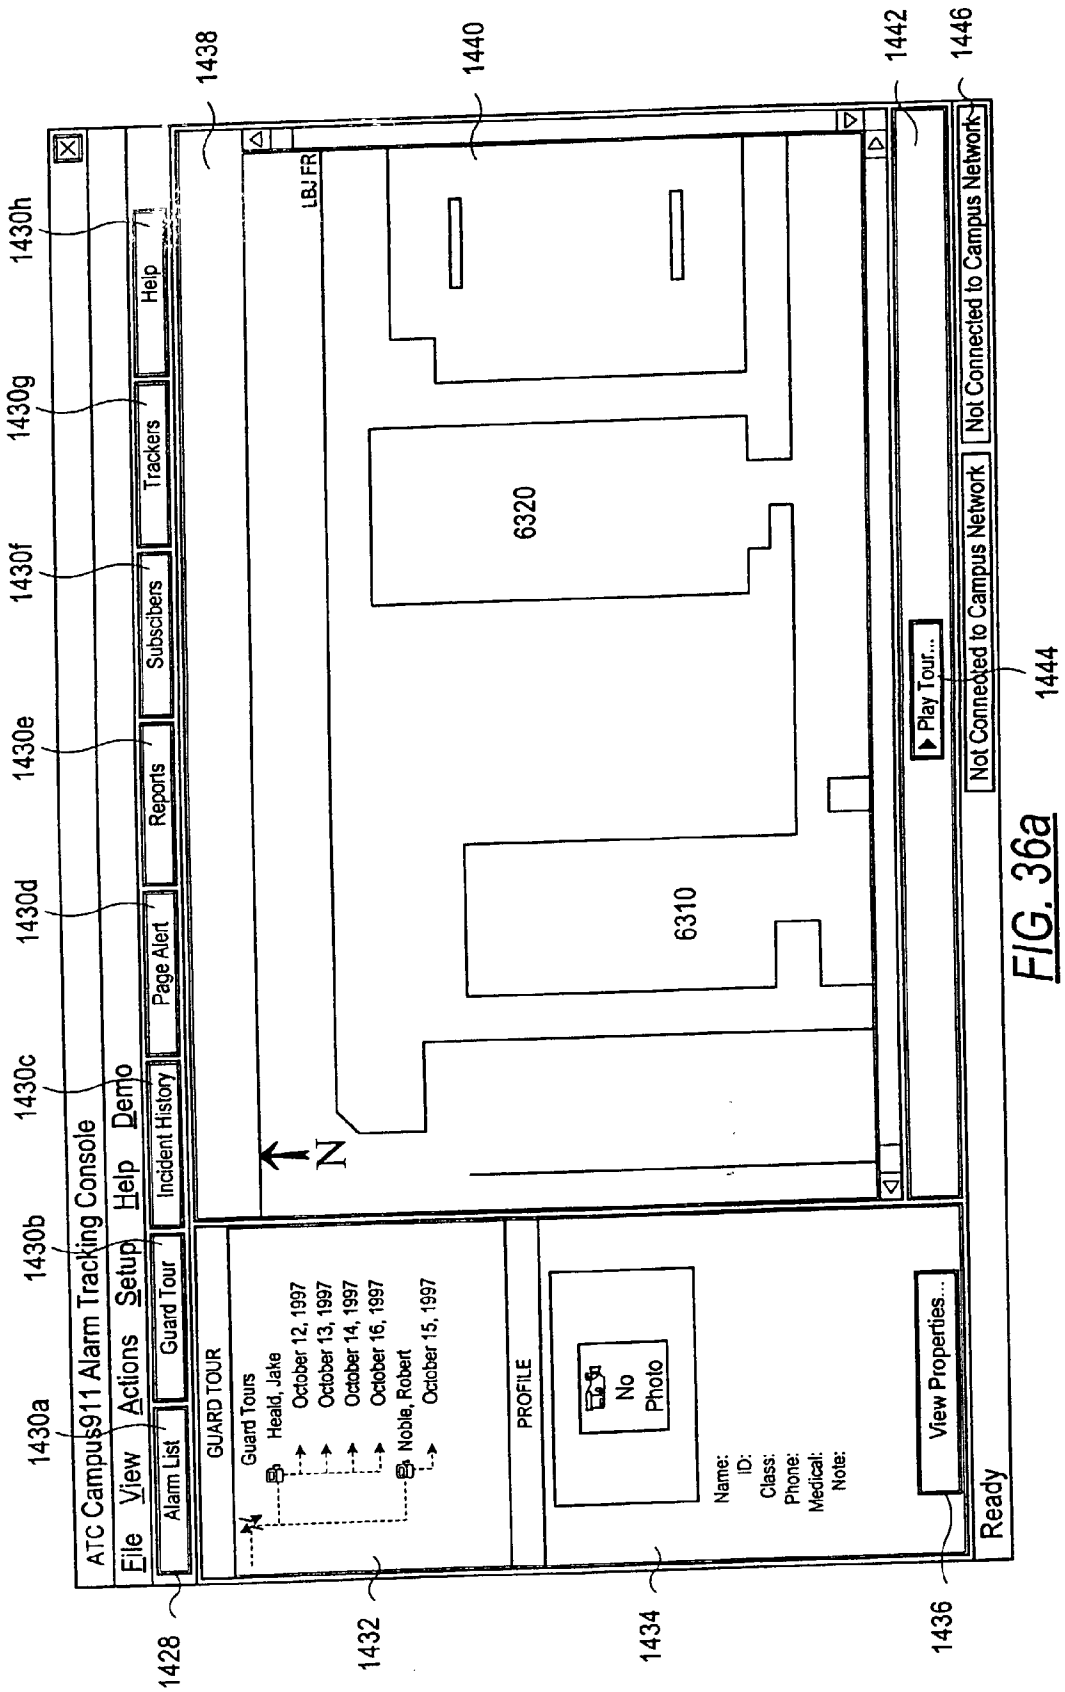 1430a
1430b
1430c
1430d
1430e
1430f
1430g
1430h
ATC Campus911 Alarm Tracking Console
File View Actions Setup Help Demo
1428
Alarm List
Guard Tour
Incident History
Page Alert
Reports
Subscibers
Trackers
Help
1438
GUARD TOUR
Guard Tours
Heald, Jake
October 12, 1997
October 13, 1997
October 14, 1997
October 16, 1997
Noble, Robert
October 15, 1997
1432
N
LBJ FR
1440
6310
6320
PROFILE
No
Photo
1434
Name:
ID:
Class:
Phone:
Medical:
Note:
View Properties...
1436
Play Tour...
1442
Ready
Not Connected to Campus Network
Not Connected to Campus Network
1446
1444
FIG. 36a